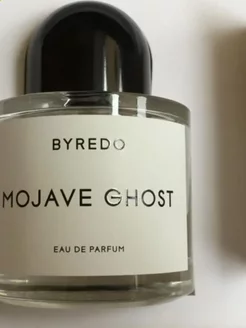 BYREDO
MOJAVE GHOST
EAU DE PARFUM